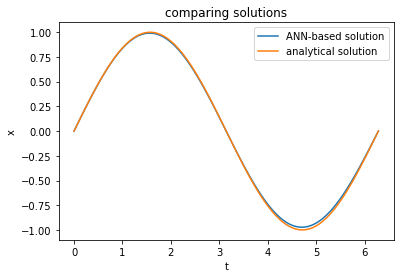 comparing solutions
ANN-based solution
analytical solution
1.00
0.75
0.50
0.25
0.00
−0.25
−0.50
−0.75
−1.00
x
0 1 2 3 4 5 6
t